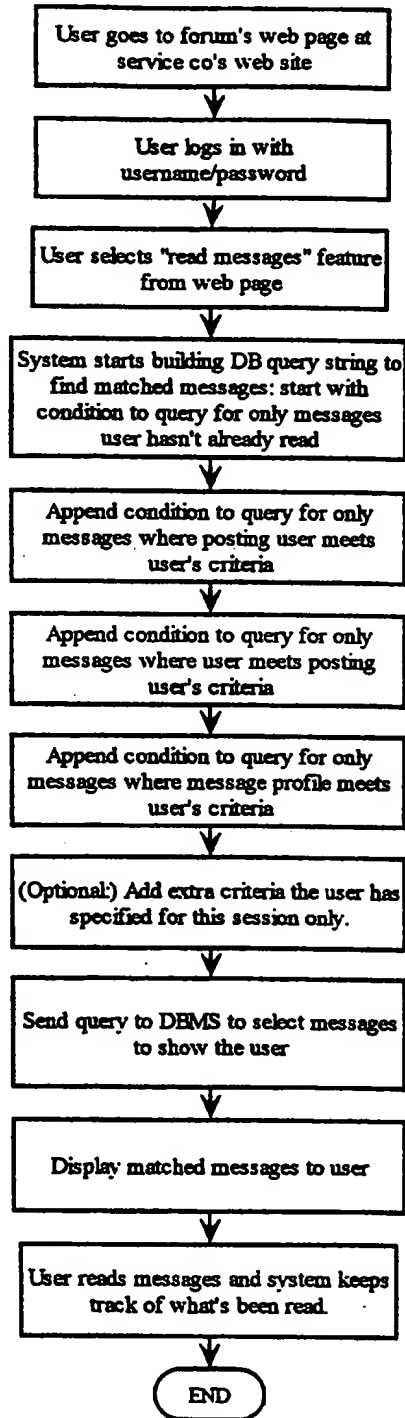 User goes to forum's web page at
service co's web site
User logs in with
username/password
User selects "read messages" feature
from web page
System starts building DB query string to
find matched messages: start with
condition to query for only messages
user hasn't already read
Append condition to query for only
messages where posting user meets
user's criteria
Append condition to query for only
messages where user meets posting
user's criteria
Append condition to query for only
messages where message profile meets
user's criteria
(Optional:) Add extra criteria the user has
specified for this session only.
Send query to DBMS to select messages
to show the user
Display matched messages to user
User reads messages and system keeps
track of what's been read.
END